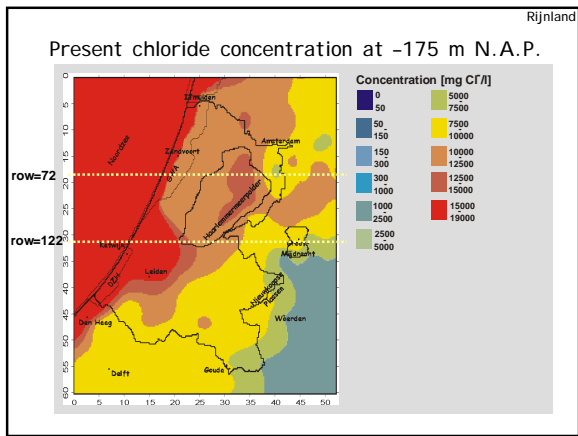 Rijnland
Present chloride concentration at –175 m N.A.P.
Concentration [mg Cl⁻/l]
0
50
50
150
150
300
300
1000
1000
2500
2500
5000
5000
7500
7500
10000
10000
12500
12500
15000
15000
19000
row=72
row=122
IJmuiden
Noordzee
Zandvoort
GWA
Amsterdam
Haarlemmermeerpolder
Katwijk
DZH
Leiden
Mijdrecht
Nieuwkoopse
Plassen
Woerden
Den Haag
Delft
Gouda
0
5
10
15
20
25
30
35
40
45
50
55
60
0 5 10 15 20 25 30 35 40 45 50